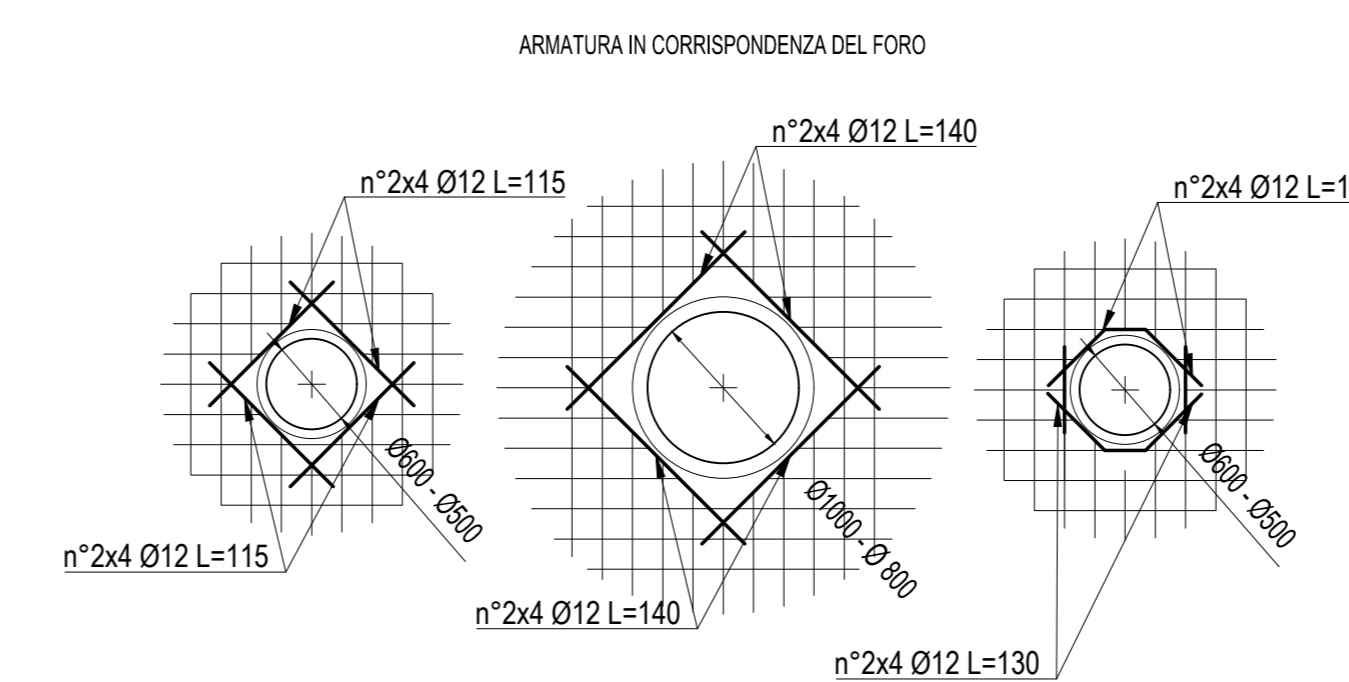 ARMATURA IN CORRISPONDENZA DEL FORO
n°2x4 Ø12 L=115
Ø600 - Ø500
n°2x4 Ø12 L=115
n°2x4 Ø12 L=140
Ø1000 - Ø 800
n°2x4 Ø12 L=140
n°2x4 Ø12 L=1
Ø600 - Ø500
n°2x4 Ø12 L=130